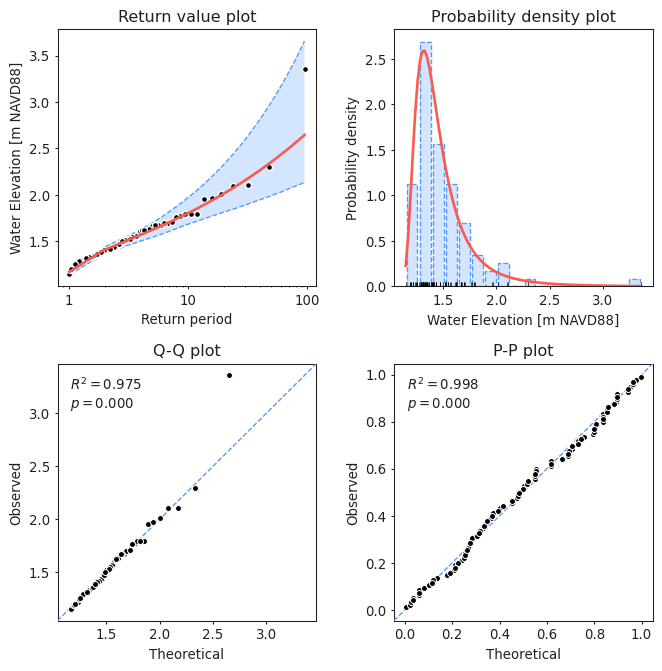 Return value plot
Water Elevation [m NAVD88]
3.5
3.0
2.5
2.0
1.5
1
10
100
Return period
Probability density plot
Probability density
2.5
2.0
1.5
1.0
0.5
0.0
1.5
2.0
2.5
3.0
Water Elevation [m NAVD88]
Q-Q plot
R² = 0.975
p = 0.000
Observed
3.0
2.5
2.0
1.5
1.5
2.0
2.5
3.0
Theoretical
P-P plot
R² = 0.998
p = 0.000
Observed
1.0
0.8
0.6
0.4
0.2
0.0
0.0
0.2
0.4
0.6
0.8
1.0
Theoretical